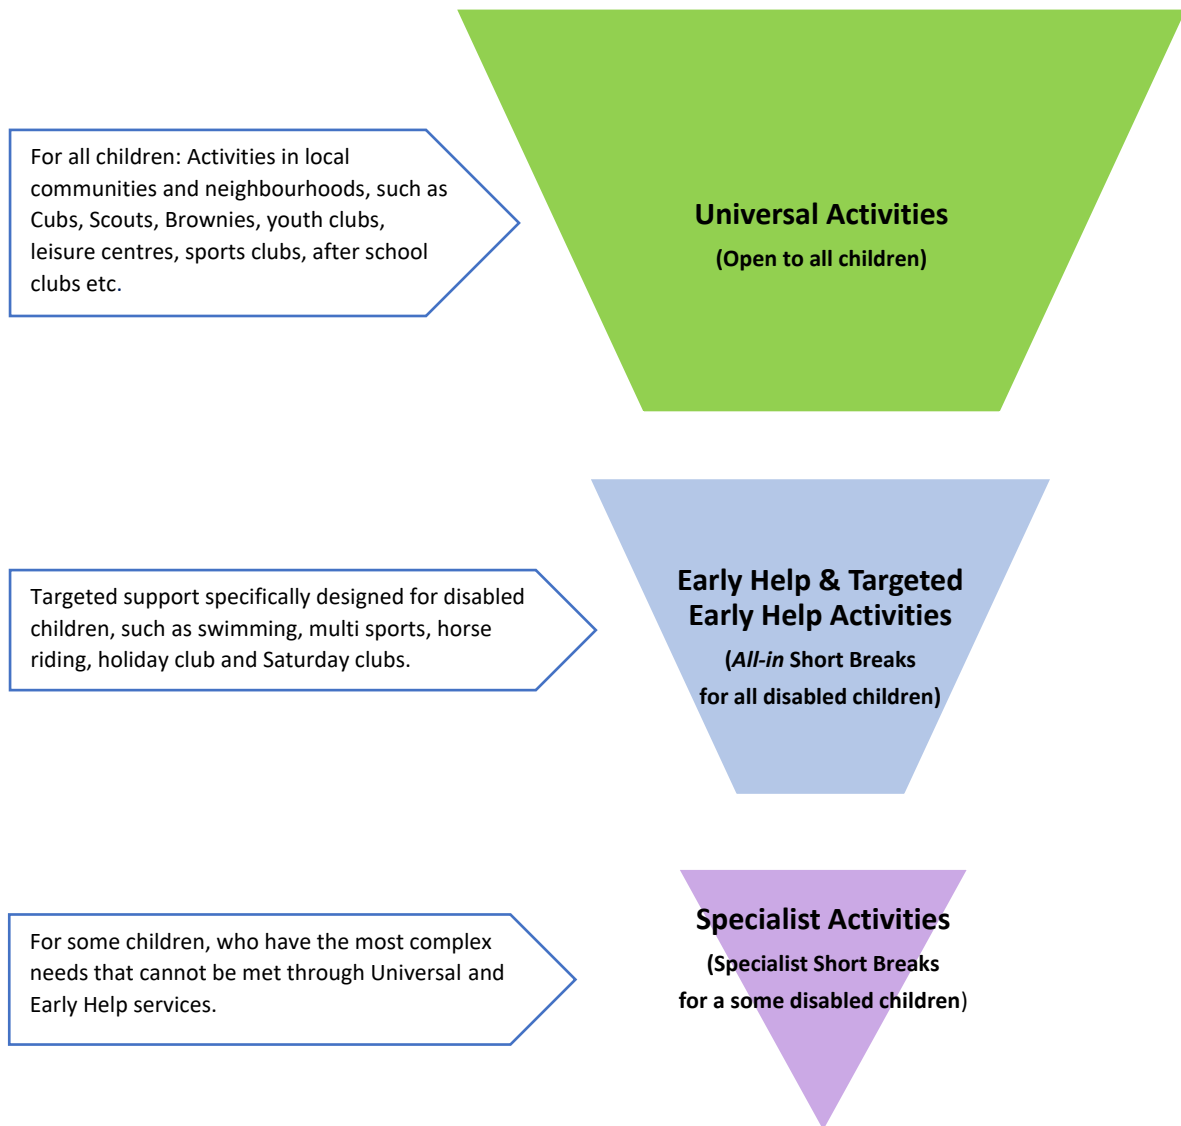 For all children: Activities in local
communities and neighbourhoods, such as
Cubs, Scouts, Brownies, youth clubs,
leisure centres, sports clubs, after school
clubs etc.
Universal Activities
(Open to all children)
Targeted support specifically designed for disabled
children, such as swimming, multi sports, horse
riding, holiday club and Saturday clubs.
Early Help & Targeted
Early Help Activities
(All-in Short Breaks
for all disabled children)
For some children, who have the most complex
needs that cannot be met through Universal and
Early Help services.
Specialist Activities
(Specialist Short Breaks
for a some disabled children)